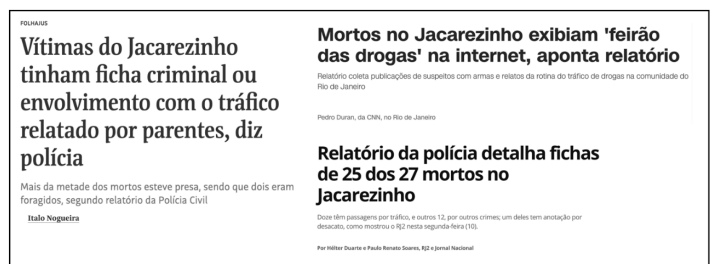 FOLHAJUS
Vítimas do Jacarezinho
tinham ficha criminal ou
envolvimento com o tráfico
relatado por parentes, diz
polícia
Mais da metade dos mortos esteve presa, sendo que dois eram
foragidos, segundo relatório da Polícia Civil
Italo Nogueira
Mortos no Jacarezinho exibiam 'feirão
das drogas' na internet, aponta relatório
Relatório coleta publicações de suspeitos com armas e relatos da rotina do tráfico de drogas na comunidade do
Rio de Janeiro
Pedro Duran, da CNN, no Rio de Janeiro
Relatório da polícia detalha fichas
de 25 dos 27 mortos no
Jacarezinho
Doze têm passagens por tráfico, e outros 12, por outros crimes; um deles tem anotação por
desacato, como mostrou o RJ2 nesta segunda-feira (10).
Por Hélter Duarte e Paulo Renato Soares, RJ2 e Jornal Nacional